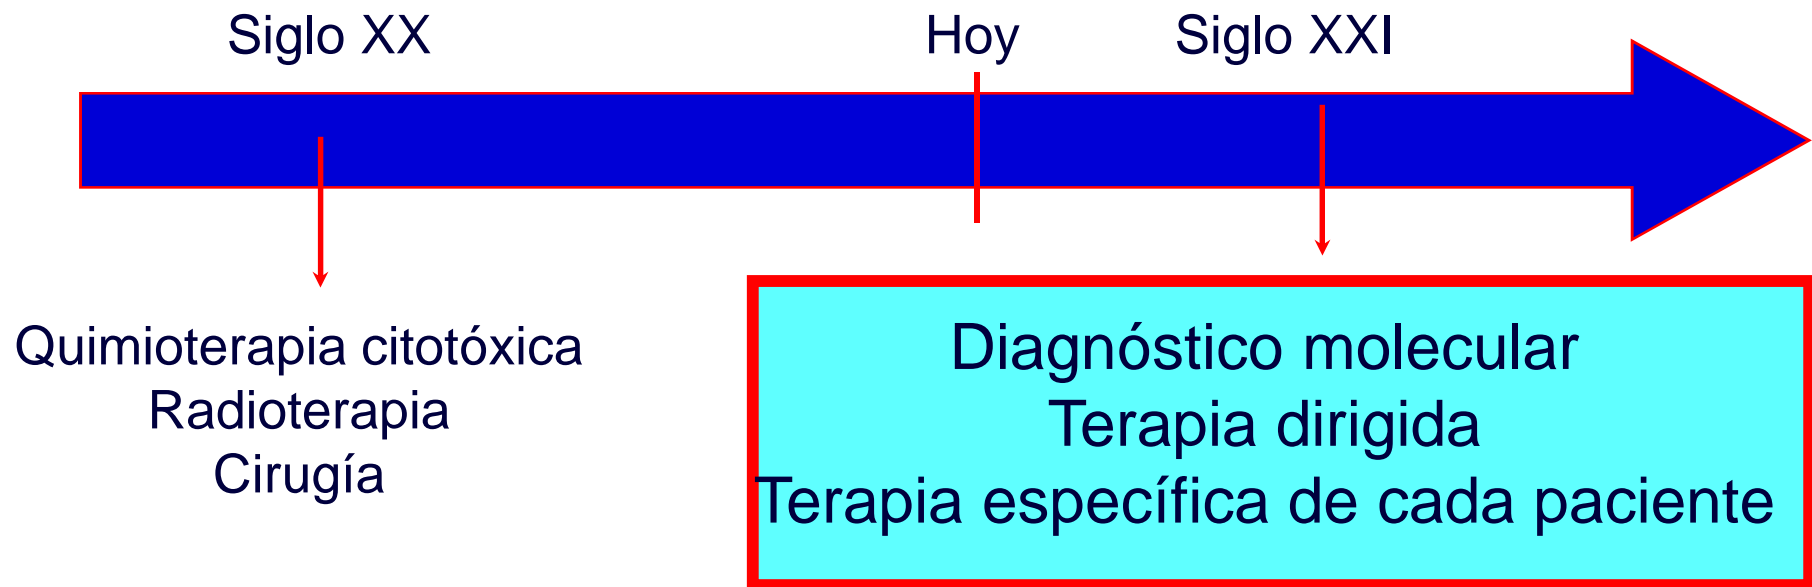 Siglo XX
Hoy
Siglo XXI
Quimioterapia citotóxica
Radioterapia
Cirugía
Diagnóstico molecular
Terapia dirigida
Terapia específica de cada paciente